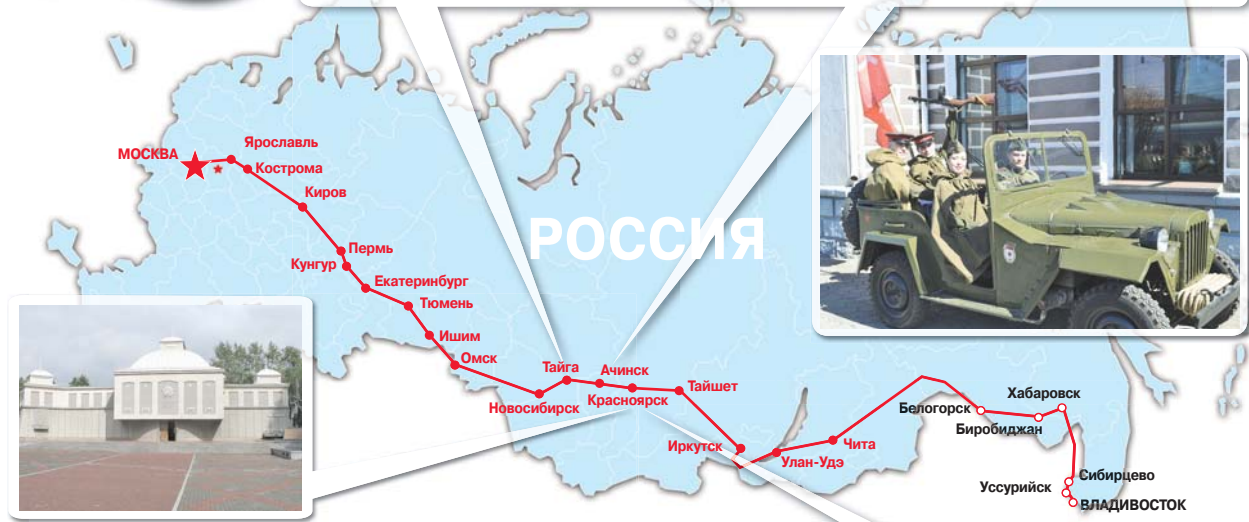 МОСКВА
Ярославль
Кострома
Киров
РОССИЯ
Пермь
Кунгур
Екатеринбург
Тюмень
Ишим
Омск
Тайга
Ачинск
Новосибирск
Красноярск
Тайшет
Иркутск
Улан-Удэ
Чита
Белогорск
Хабаровск
Биробиджан
Сибирцево
Уссурийск
ВЛАДИВОСТОК